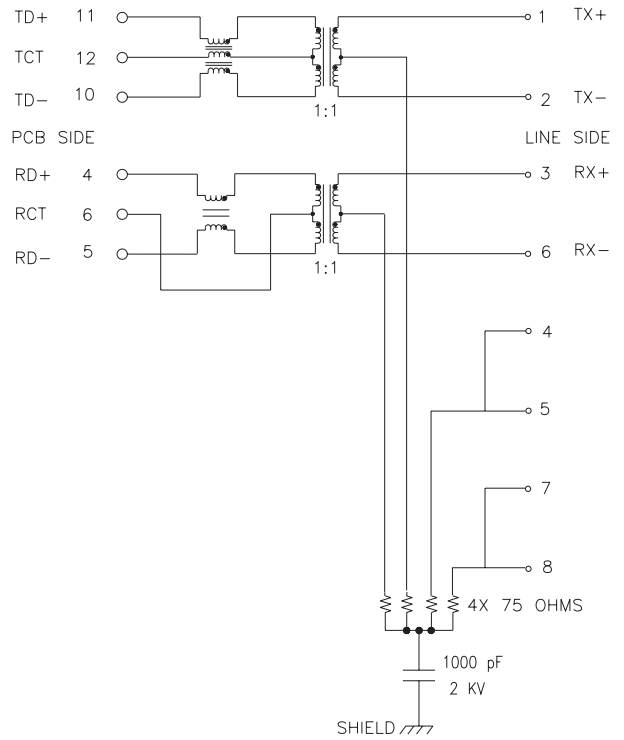 TD+ 11 1 TX+
TCT 12
TD- 10 2 TX-
1:1
PCB SIDE LINE SIDE
RD+ 4 3 RX+
RCT 6
RD- 5 6 RX-
1:1
4
5
7
8
4X 75 OHMS
1000 pF
2 KV
SHIELD